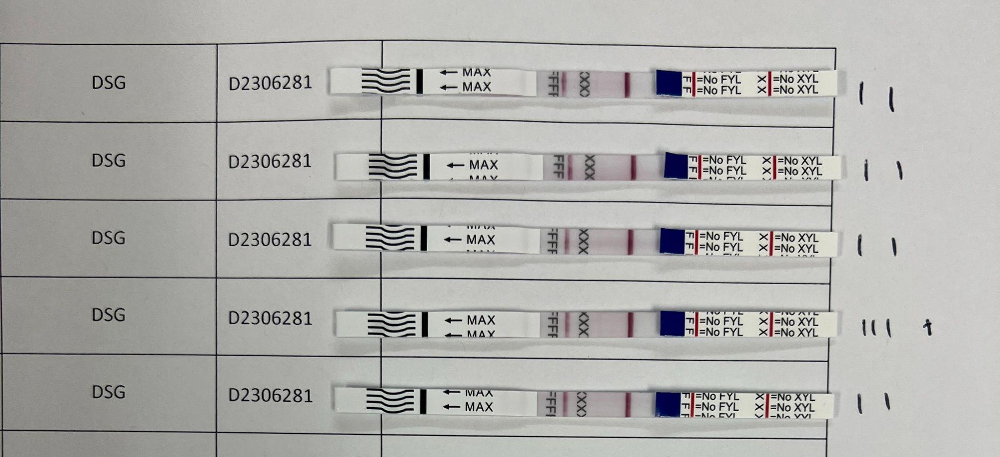 DSG D2306281 ← MAX FFF XXX F =No FYL X =No XYL
← MAX F =No FYL X =No XYL
DSG D2306281 ← MAX FFF XXX F =No FYL X =No XYL
F =No FYL X =No XYL
DSG D2306281 ← MAX FFF XXX F =No FYL X =No XYL
F =No FYL X =No XYL
DSG D2306281 ← MAX FFF XXX F =No FYL X =No XYL
← MAX F =No FYL X =No XYL
DSG D2306281 ← MAX FFF XXX F =No FYL X =No XYL
← MAX F =No FYL X =No XYL